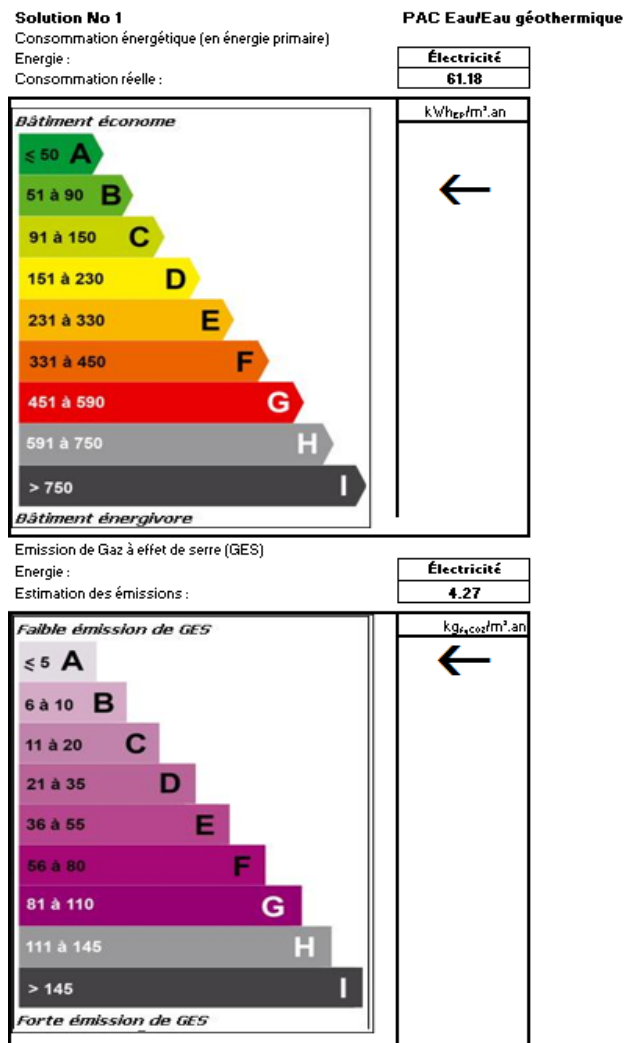 Solution No 1 PAC Eau/Eau géothermique
Consommation énergétique (en énergie primaire)
Energie : Électricité
Consommation réelle : 61.18
kWhEP/m².an
Bâtiment économe
≤ 50 A
51 à 90 B
91 à 150 C
151 à 230 D
231 à 330 E
331 à 450 F
451 à 590 G
591 à 750 H
> 750 I
Bâtiment énergivore
Emission de Gaz à effet de serre (GES)
Energie : Électricité
Estimation des émissions : 4.27
Faible émission de GES
≤ 5 A
6 à 10 B
11 à 20 C
21 à 35 D
36 à 55 E
56 à 80 F
81 à 110 G
111 à 145 H
> 145 I
Forte émission de GES